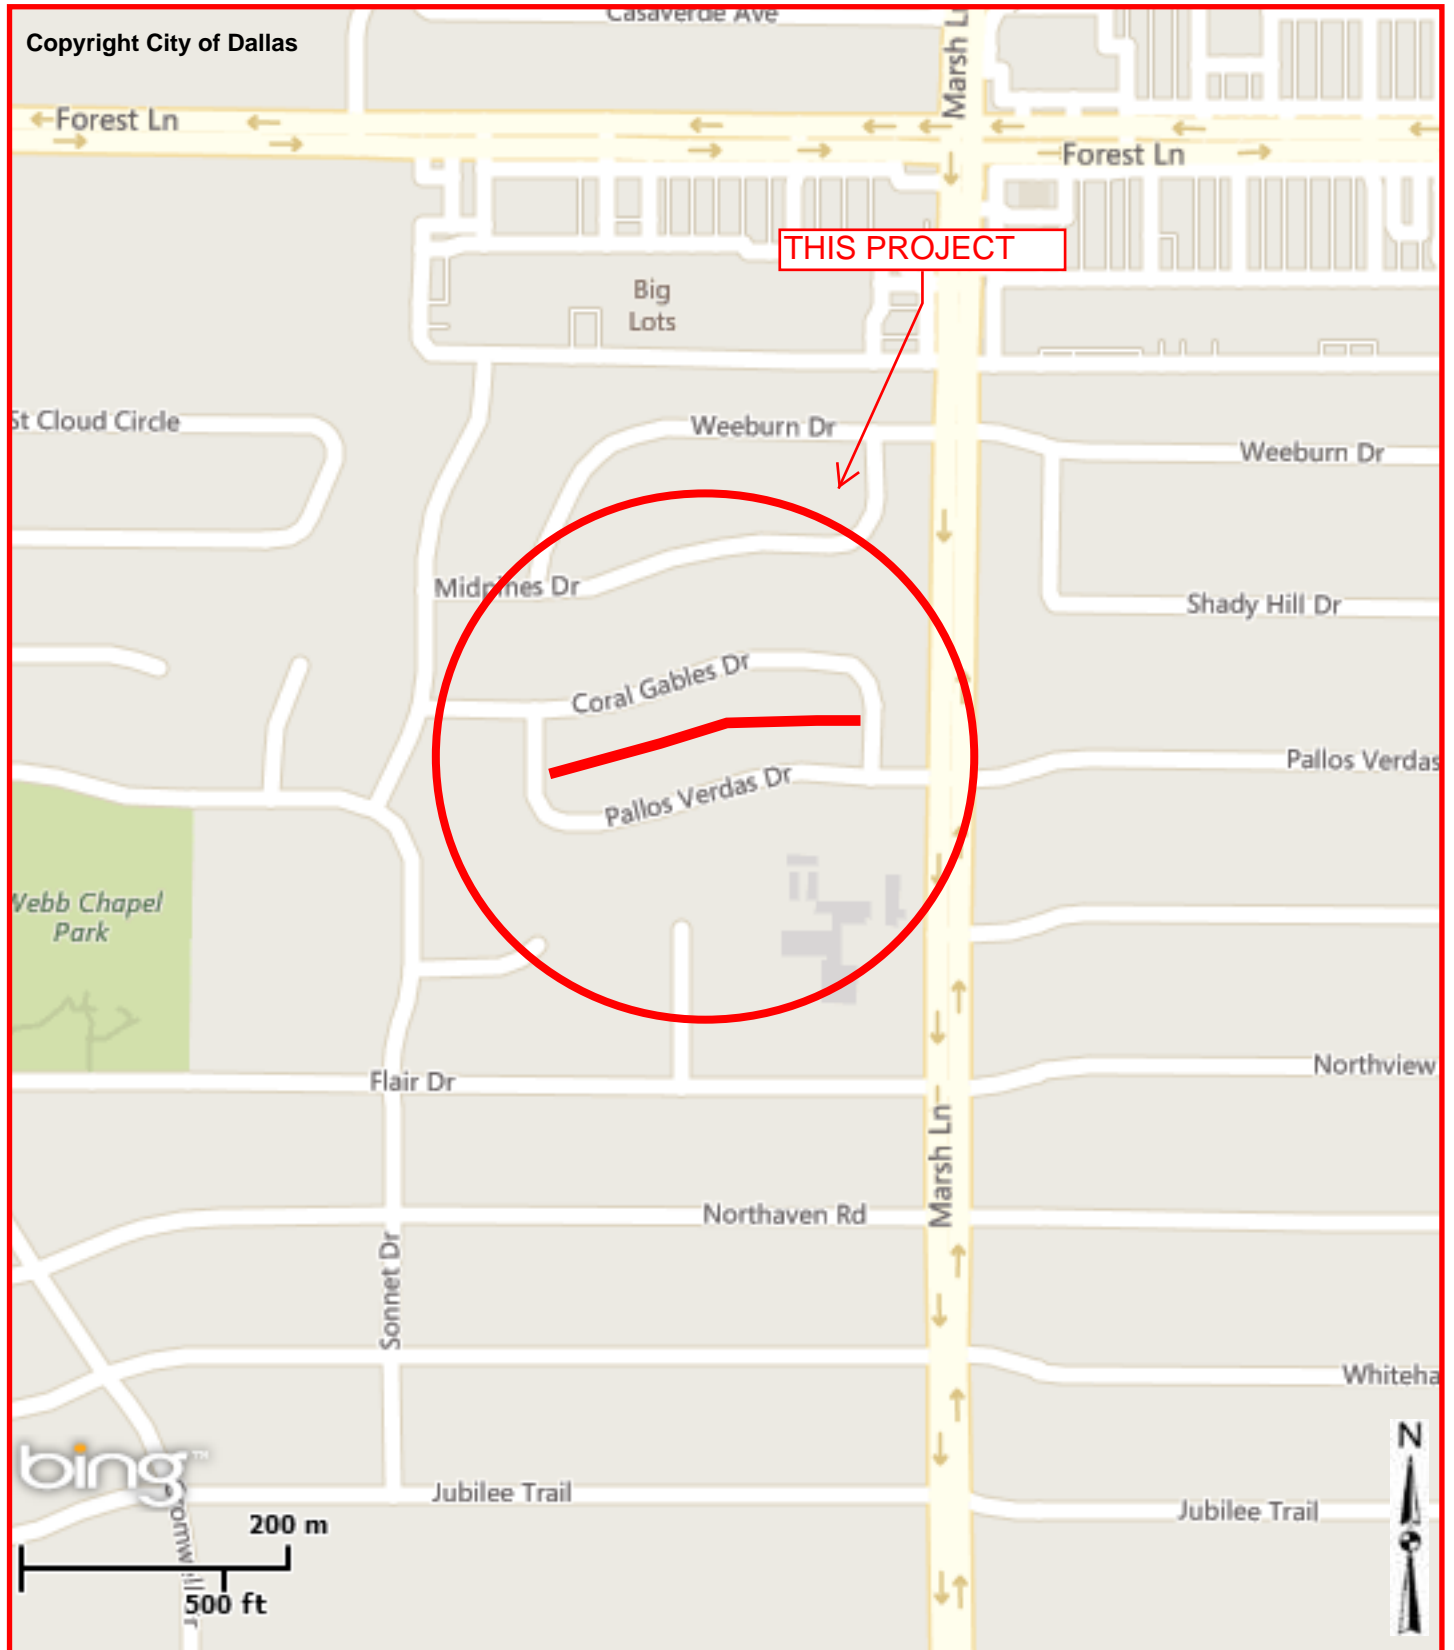 Casaverde Ave
Marsh Ln
Copyright City of Dallas
Forest Ln
Forest Ln
THIS PROJECT
Big
Lots
St Cloud Circle
Weeburn Dr
Weeburn Dr
Midpines Dr
Shady Hill Dr
Coral Gables Dr
Pallos Verdas Dr
Pallos Verdas
Webb Chapel
Park
Flair Dr
Northview
Marsh Ln
Northaven Rd
Sonnet Dr
Whiteha
N
bing™
Jubilee Trail
Jubilee Trail
200 m
500 ft